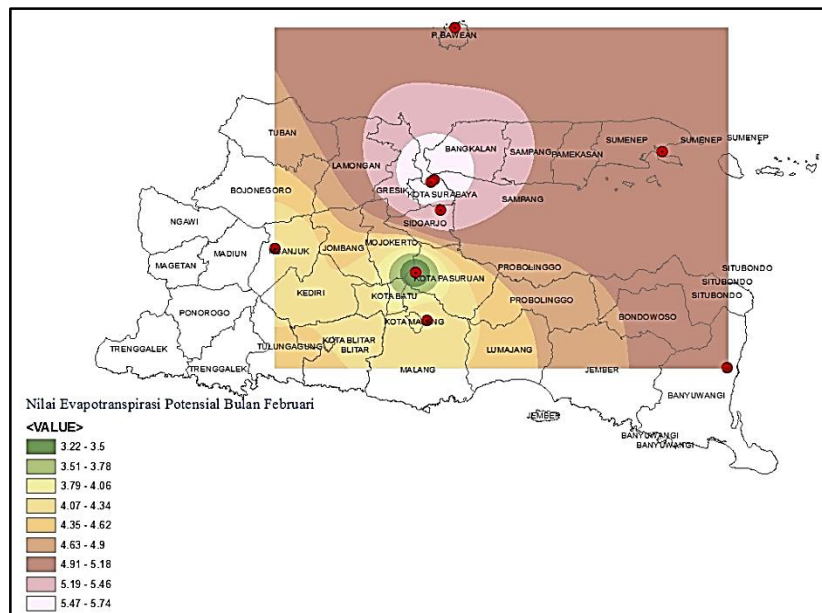 P. BAWEAN
TUBAN
BANGKALAN
SUMENEP
SUMENEP
SUMENEP
LAMONGAN
SAMPANG
PAMEKASAN
BOJONEGORO
GRESIK
KOTA SURABAYA
SAMPANG
NGAWI
SIDOARJO
MOJOKERTO
NGANJUK
JOMBANG
MADIUN
MAGETAN
KOTA PASURUAN
PROBOLINGGO
SITUBONDO
SITUBONDO
SITUBONDO
KEDIRI
KOTA BATU
PROBOLINGGO
PONOROGO
BONDOWOSO
KOTA MALANG
TRENGGALEK
TULUNGAGUNG
KOTA BLITAR
BLITAR
LUMAJANG
TRENGGALEK
MALANG
JEMBER
BANYUWANGI
JEMBER
BANYUWANGI
BANYUWANGI
Nilai Evapotranspirasi Potensial Bulan Februari
<VALUE>
3.22 - 3.5
3.51 - 3.78
3.79 - 4.06
4.07 - 4.34
4.35 - 4.62
4.63 - 4.9
4.91 - 5.18
5.19 - 5.46
5.47 - 5.74